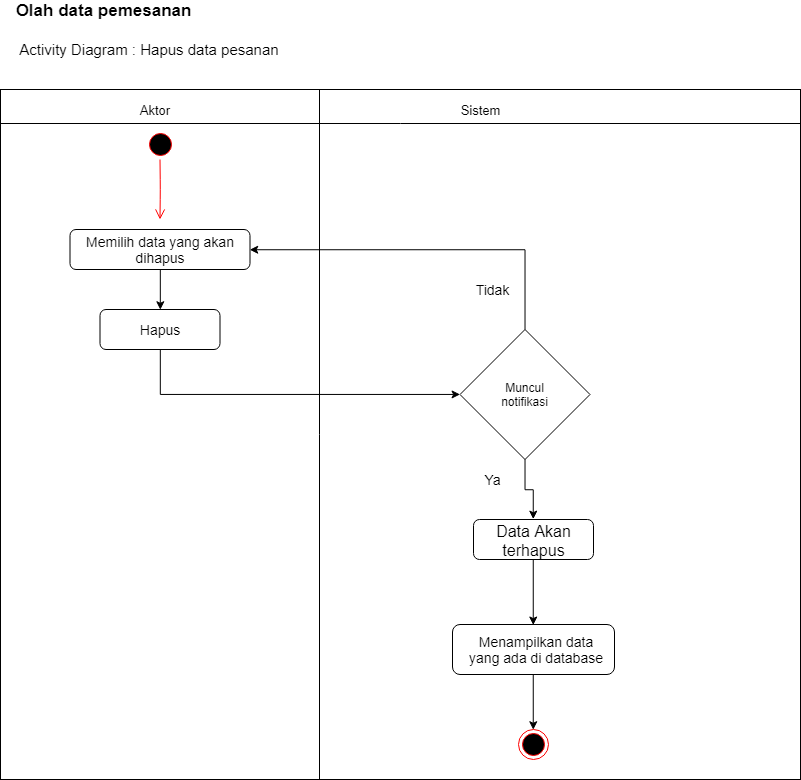 Olah data pemesanan
Activity Diagram : Hapus data pesanan
Aktor
Sistem
Memilih data yang akan
dihapus
Tidak
Hapus
Muncul
notifikasi
Ya
Data Akan
terhapus
Menampilkan data
yang ada di database